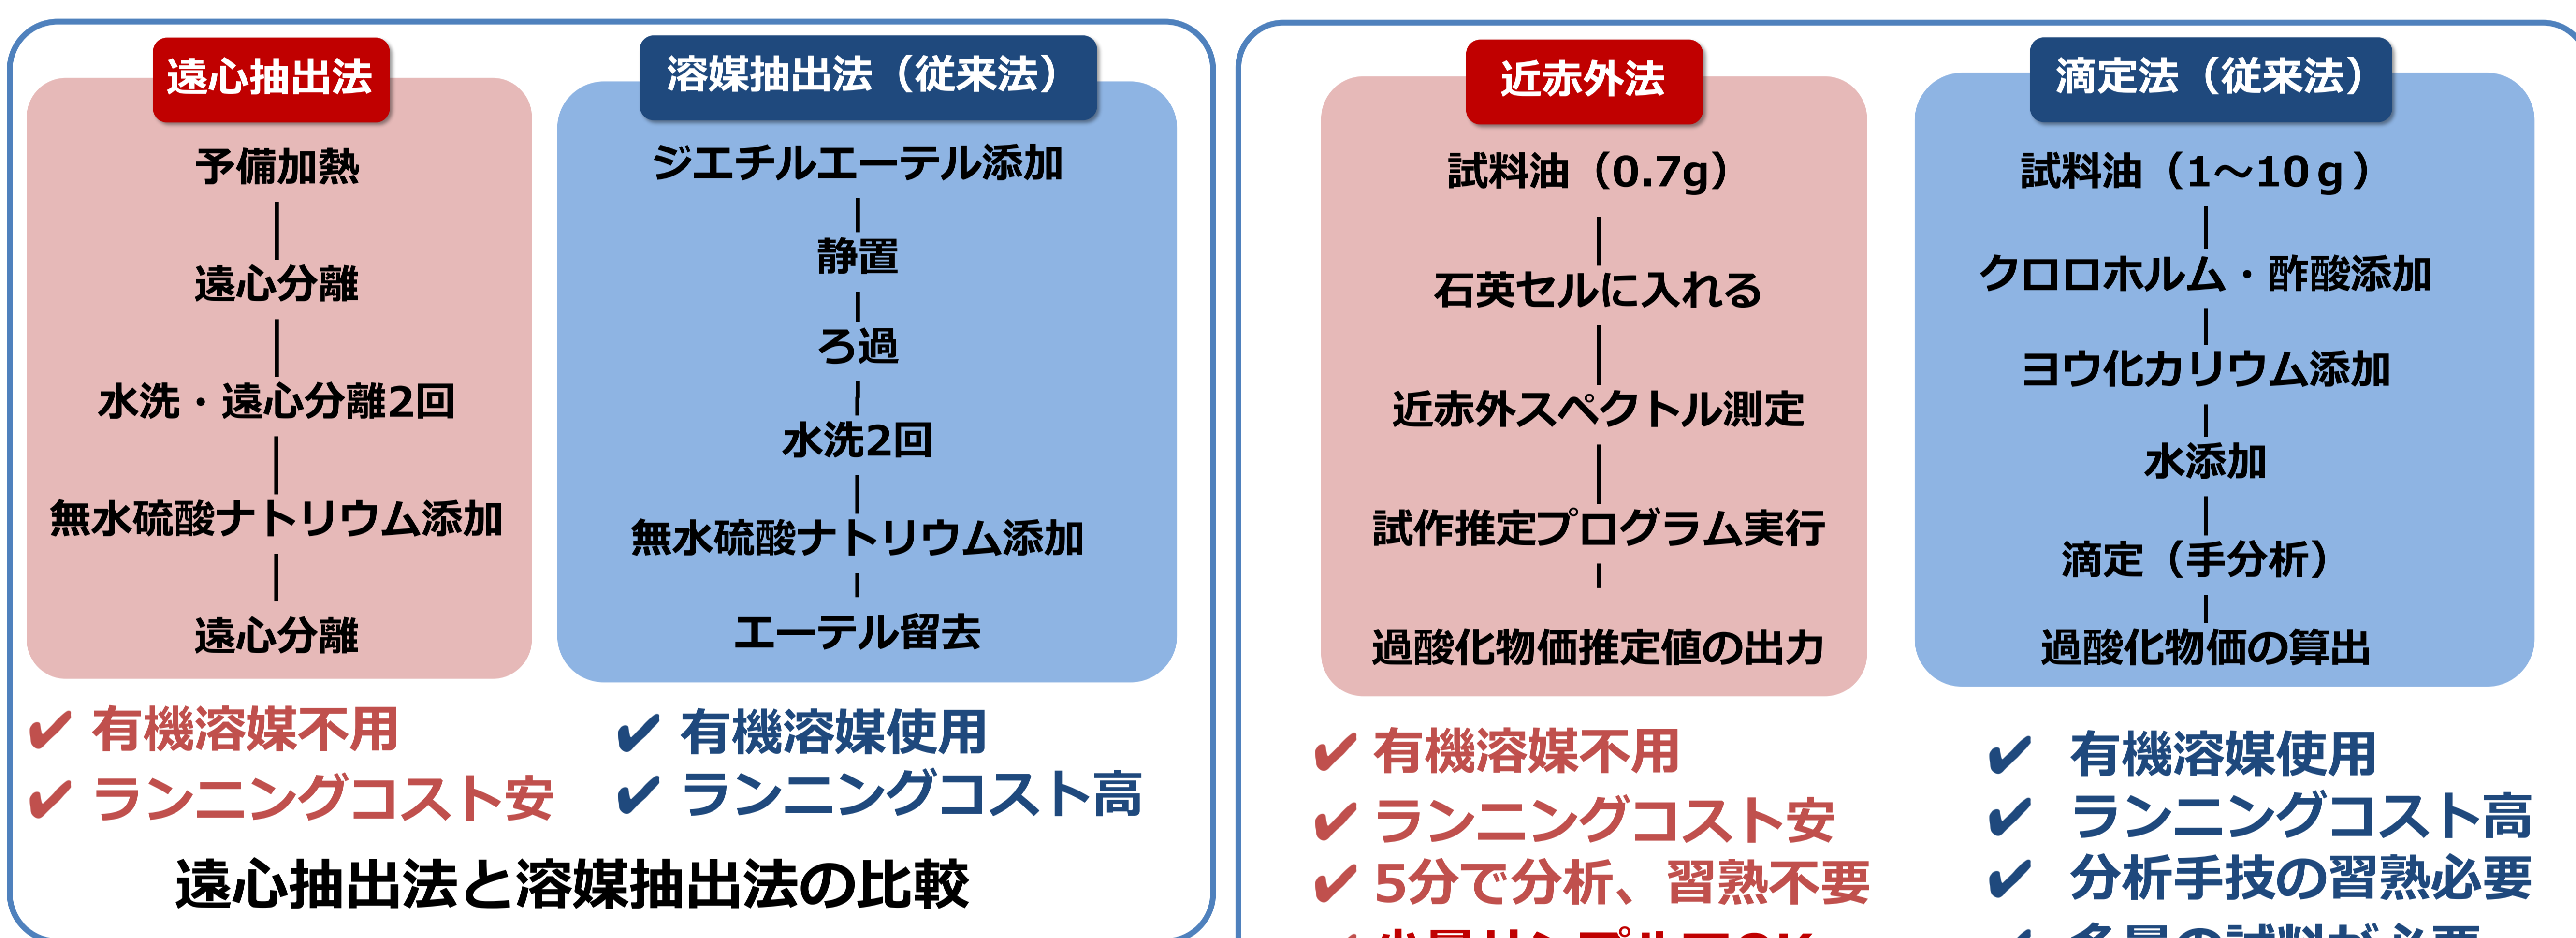 遠心抽出法
予備加熱
遠心分離
水洗・遠心分離2回
無水硫酸ナトリウム添加
遠心分離
✔ 有機溶媒不用
✔ ランニングコスト安
溶媒抽出法（従来法）
ジエチルエーテル添加
静置
ろ過
水洗2回
無水硫酸ナトリウム添加
エーテル留去
✔ 有機溶媒使用
✔ ランニングコスト高
遠心抽出法と溶媒抽出法の比較
近赤外法
試料油（0.7g）
石英セルに入れる
近赤外スペクトル測定
試作推定プログラム実行
過酸化物価推定値の出力
✔ 有機溶媒不用
✔ ランニングコスト安
✔ 5分で分析、習熟不要
滴定法（従来法）
試料油（1～10ｇ）
クロロホルム・酢酸添加
ヨウ化カリウム添加
水添加
滴定（手分析）
過酸化物価の算出
✔ 有機溶媒使用
✔ ランニングコスト高
✔ 分析手技の習熟必要